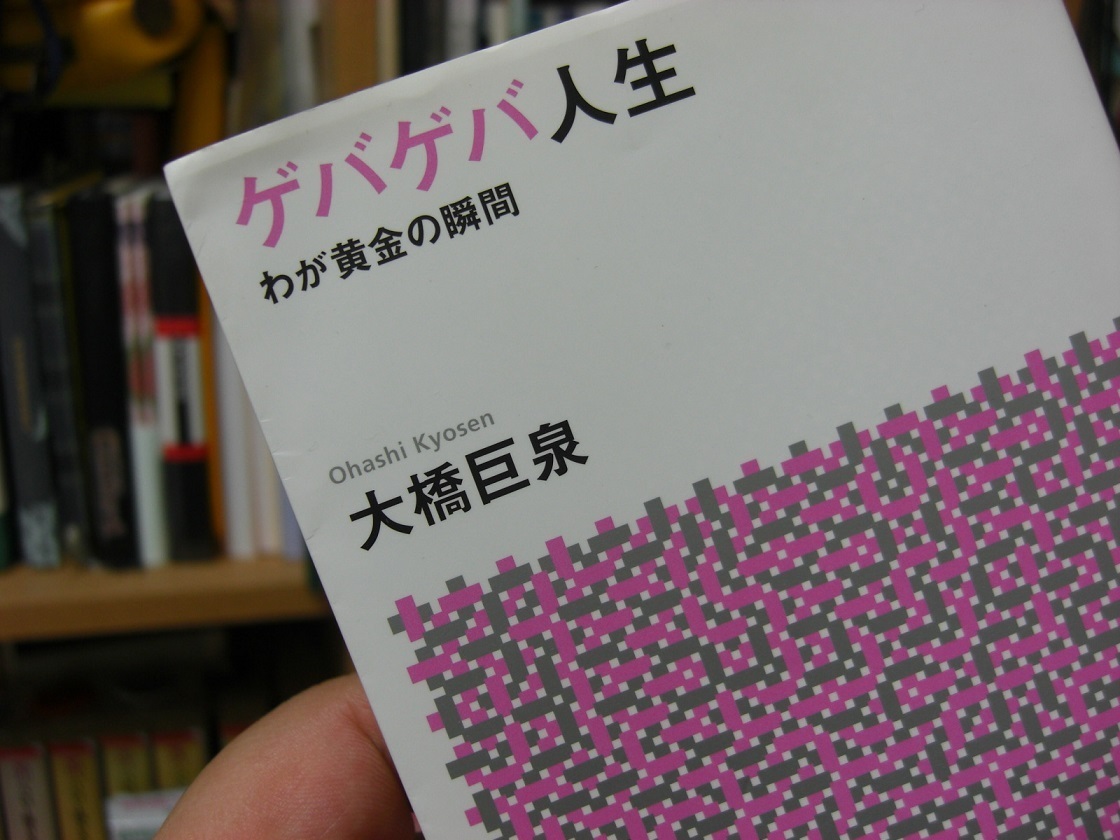 ゲバゲバ人生
わが黄金の瞬間
Ohashi Kyosen
大橋巨泉